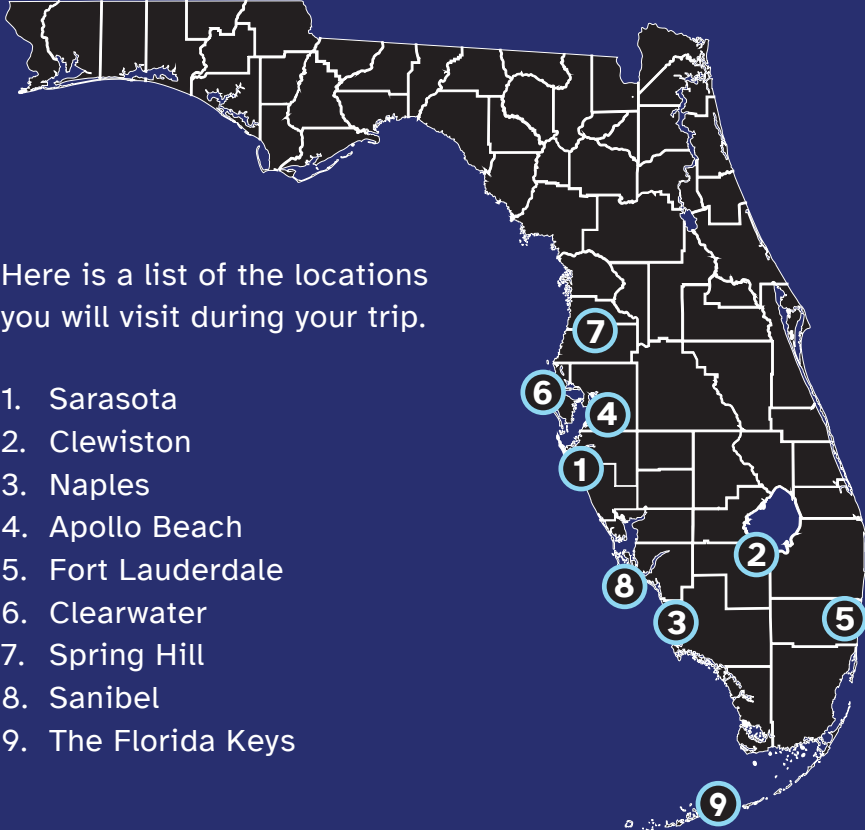 Here is a list of the locations
you will visit during your trip.
1. Sarasota
2. Clewiston
3. Naples
4. Apollo Beach
5. Fort Lauderdale
6. Clearwater
7. Spring Hill
8. Sanibel
9. The Florida Keys
7
6
4
1
2
8
3
5
9